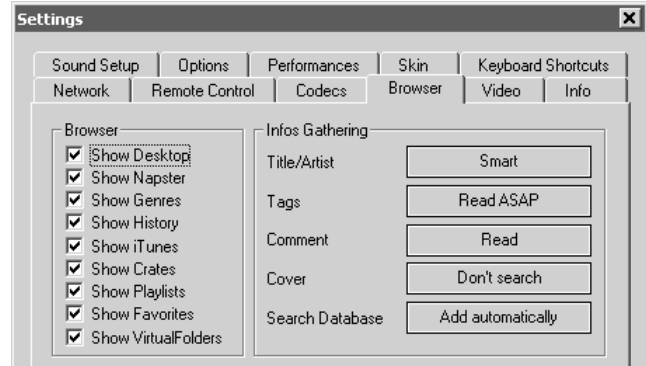 Settings
Sound Setup Options Performances Skin Keyboard Shortcuts
Network Remote Control Codecs Browser Video Info
Browser
Show Desktop
Show Napster
Show Genres
Show History
Show iTunes
Show Crates
Show Playlists
Show Favorites
Show VirtualFolders
Infos Gathering
Title/Artist Smart
Tags Read ASAP
Comment Read
Cover Don't search
Search Database Add automatically